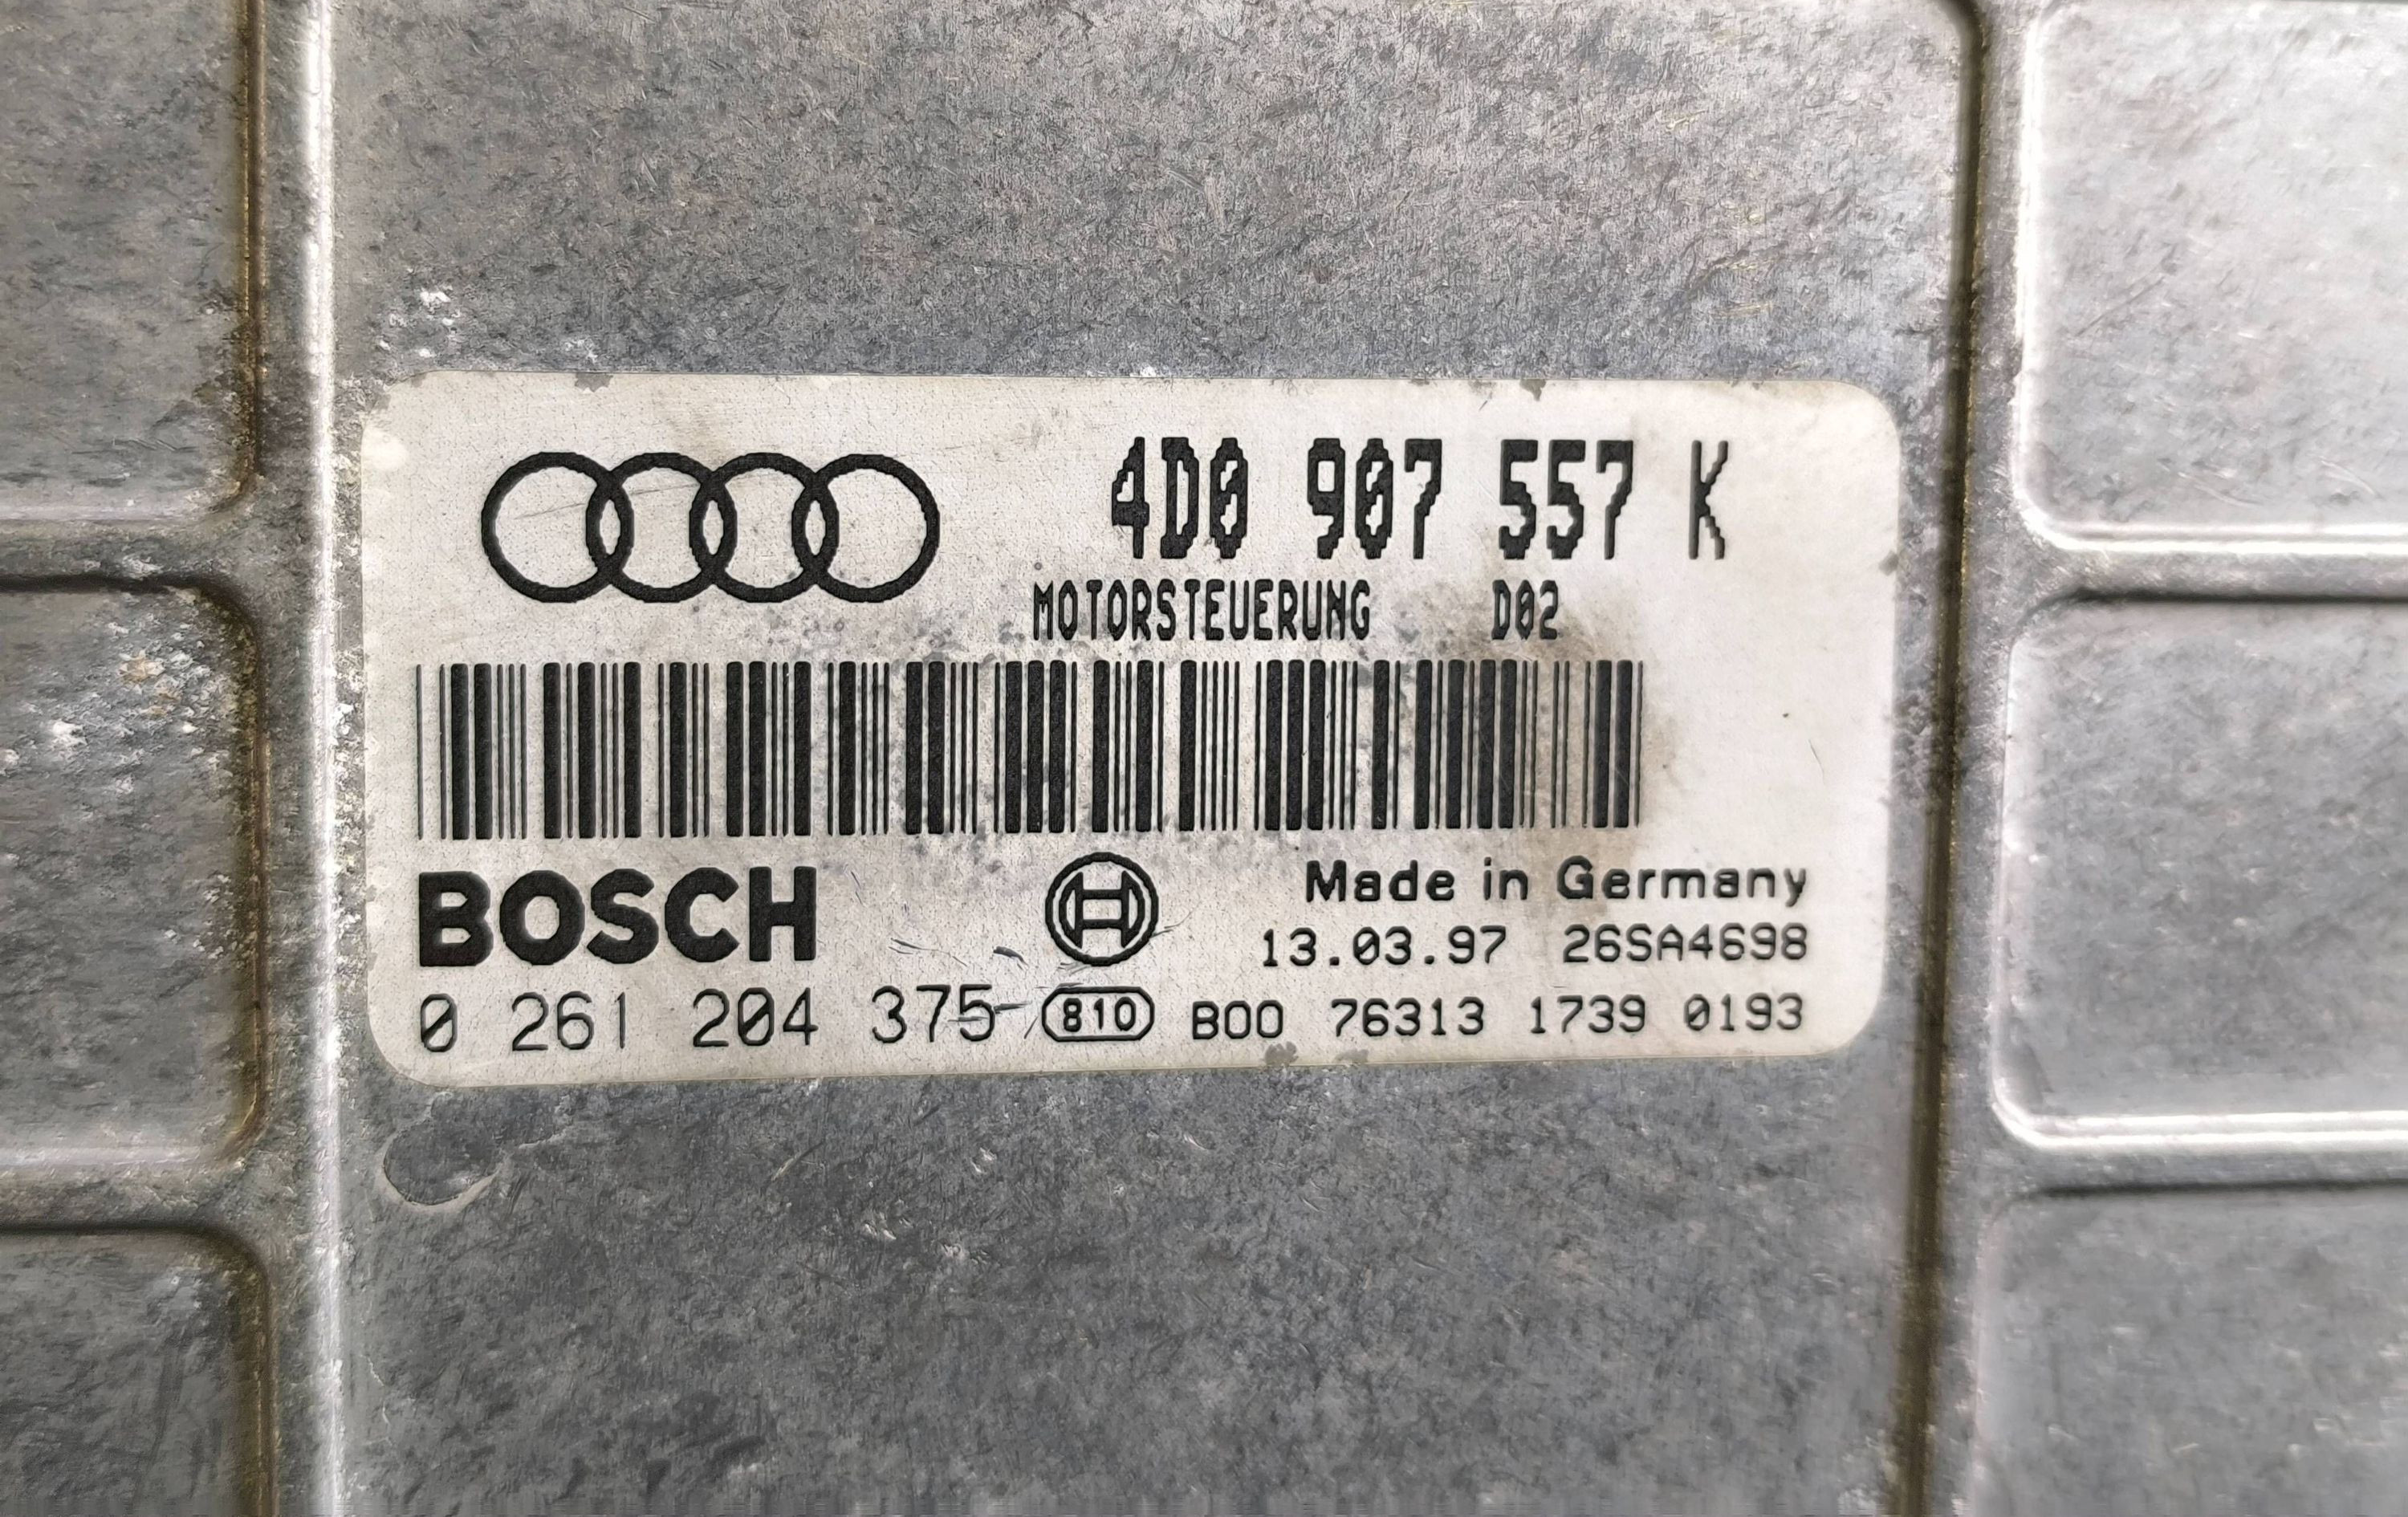 4D0 907 557 K
MOTORSTEUERUNG D02
BOSCH
Made in Germany
13.03.97 26SA4698
0 261 204 375 810 B00 76313 1739 0193